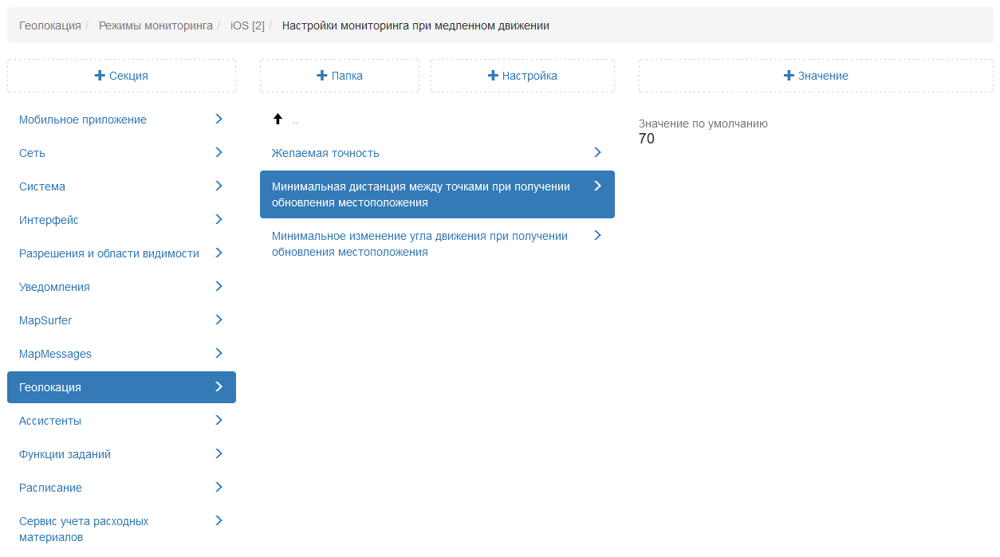 Геолокация / Режимы мониторинга / iOS [2] / Настройки мониторинга при медленном движении
Секция
Мобильное приложение
Сеть
Система
Интерфейс
Разрешения и области видимости
Уведомления
MapSurfer
MapMessages
Геолокация
Ассистенты
Функции заданий
Расписание
Сервис учета расходных
материалов
Папка
Настройка
..
Желаемая точность
Минимальная дистанция между точками при получении
обновления местоположения
Минимальное изменение угла движения при получении
обновления местоположения
Значение
Значение по умолчанию
70